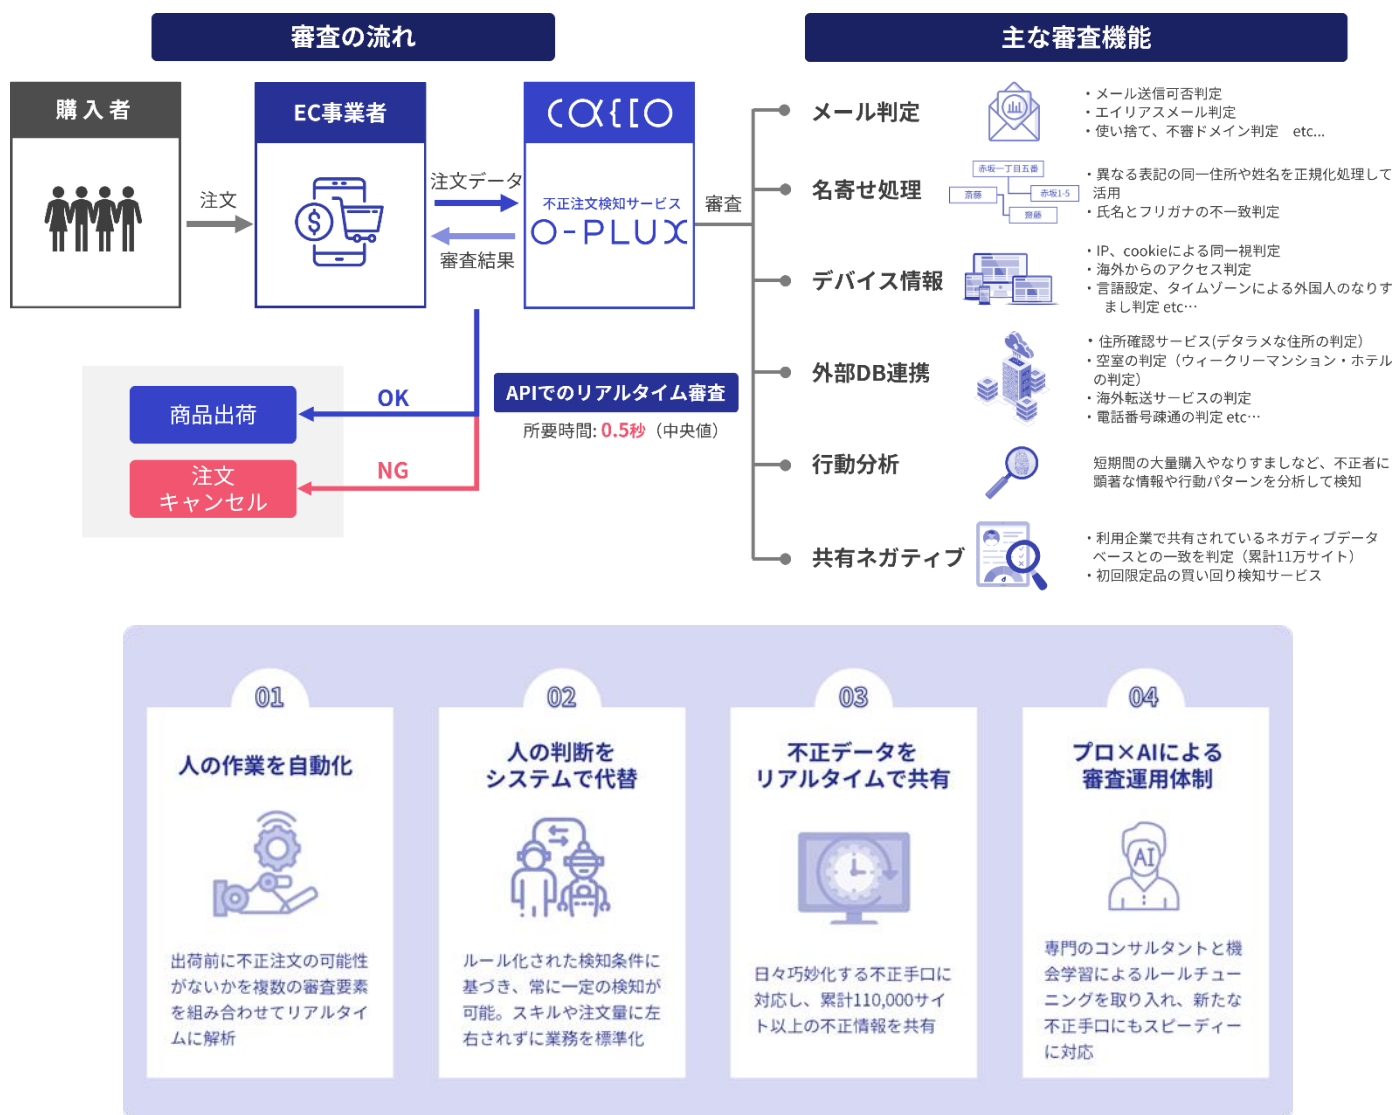 審査の流れ
主な審査機能
購入者
EC事業者
CACCO
注文
注文データ
審査結果
不正注文検知サービス
O-PLUX
審査
OK
商品出荷
NG
注文
キャンセル
APIでのリアルタイム審査
所要時間: 0.5秒（中央値）
メール判定
・メール送信可否判定
・エイリアスメール判定
・使い捨て、不審ドメイン判定　etc...
名寄せ処理
赤坂一丁目五番
斎藤
赤坂1-5
齋藤
・異なる表記の同一住所や姓名を正規化処理して
活用
・氏名とフリガナの不一致判定
デバイス情報
・IP、cookieによる同一視判定
・海外からのアクセス判定
・言語設定、タイムゾーンによる外国人のなりす
まし判定 etc…
外部DB連携
・住所確認サービス(デタラメな住所の判定）
・空室の判定（ウィークリーマンション・ホテル
の判定）
・海外転送サービスの判定
・電話番号疎通の判定 etc…
行動分析
短期間の大量購入やなりすましなど、不正者に
顕著な情報や行動パターンを分析して検知
共有ネガティブ
・利用企業で共有されているネガティブデータ
ベースとの一致を判定（累計11万サイト）
・初回限定品の買い回り検知サービス
01
人の作業を自動化
出荷前に不正注文の可能性
がないかを複数の審査要素
を組み合わせてリアルタイ
ムに解析
02
人の判断を
システムで代替
ルール化された検知条件に
基づき、常に一定の検知が
可能。スキルや注文量に左
右されずに業務を標準化
03
不正データを
リアルタイムで共有
日々巧妙化する不正手口に
対応し、累計110,000サイ
ト以上の不正情報を共有
04
プロ×AIによる
審査運用体制
AI
専門のコンサルタントと機
会学習によるルールチュー
ニングを取り入れ、新たな
不正手口にもスピーディー
に対応